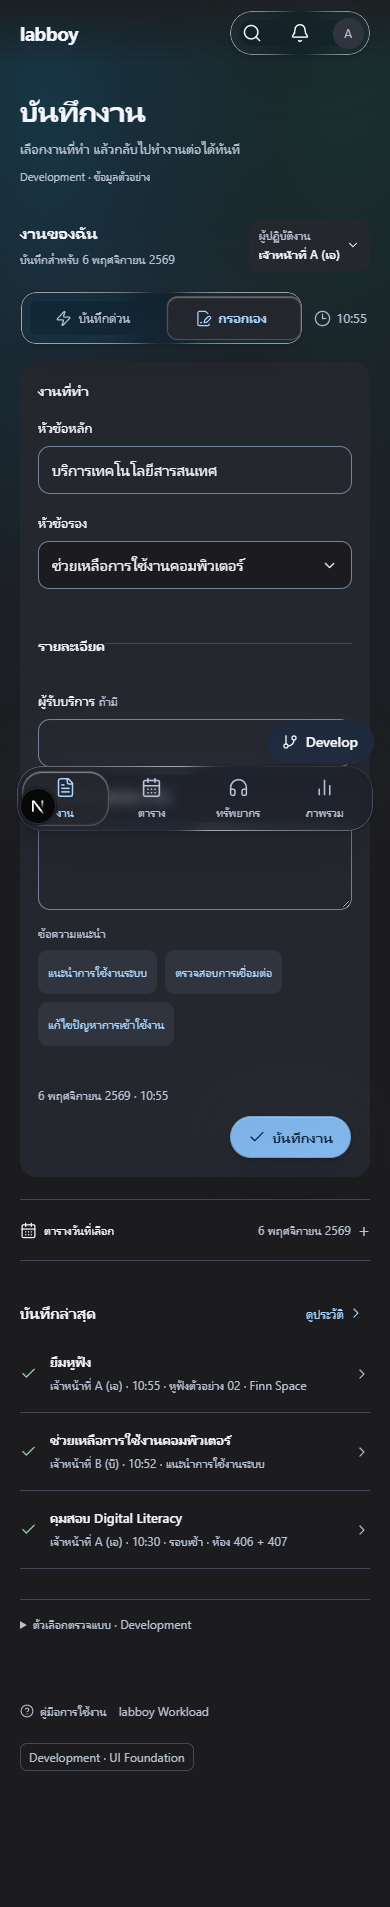 labboy
A
บันทึกงาน
เลือกงานที่ทำ แล้วกลับไปทำงานต่อได้ทันที
Development · ข้อมูลตัวอย่าง
งานของฉัน
บันทึกสำหรับ 6 พฤศจิกายน 2569
ผู้ปฏิบัติงาน
เจ้าหน้าที่ A (เอ)
บันทึกด่วน
กรอกเอง
10:55
งานที่ทำ
หัวข้อหลัก
บริการเทคโนโลยีสารสนเทศ
หัวข้อรอง
ช่วยเหลือการใช้งานคอมพิวเตอร์
รายละเอียด
ผู้รับบริการ ถ้ามี
Develop
N
งาน
ตาราง
ทรัพยากร
ภาพรวม
ข้อความแนะนำ
แนะนำการใช้งานระบบ
ตรวจสอบการเชื่อมต่อ
แก้ไขปัญหาการเข้าใช้งาน
6 พฤศจิกายน 2569 · 10:55
บันทึกงาน
ตารางวันที่เลือก
6 พฤศจิกายน 2569 +
บันทึกล่าสุด
ดูประวัติ
ยืมหูฟัง
เจ้าหน้าที่ A (เอ) · 10:55 · หูฟังตัวอย่าง 02 · Finn Space
ช่วยเหลือการใช้งานคอมพิวเตอร์
เจ้าหน้าที่ B (บี) · 10:52 · แนะนำการใช้งานระบบ
คุมสอบ Digital Literacy
เจ้าหน้าที่ A (เอ) · 10:30 · รอบเช้า · ห้อง 406 + 407
ตัวเลือกตรวจแบบ · Development
คู่มือการใช้งาน
labboy Workload
Development · UI Foundation